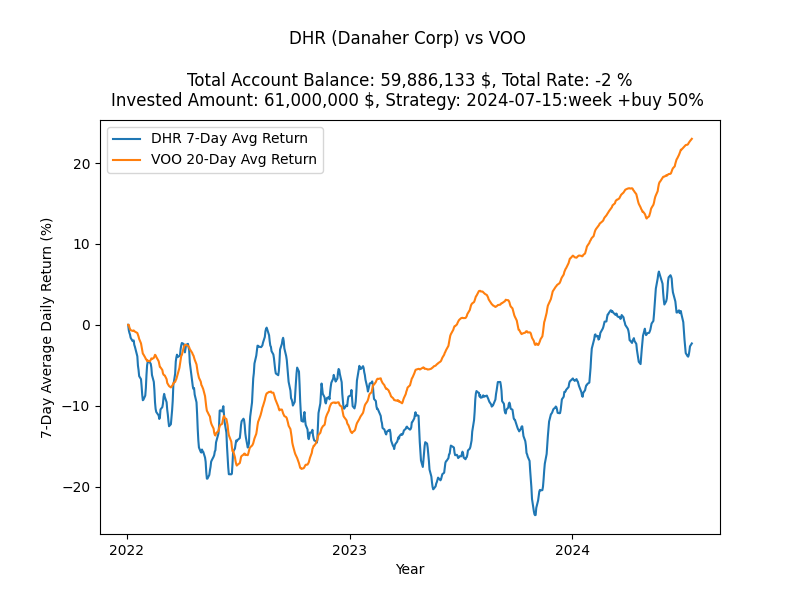 DHR (Danaher Corp) vs VOO
Total Account Balance: 59,886,133 $, Total Rate: -2 %
Invested Amount: 61,000,000 $, Strategy: 2024-07-15:week +buy 50%
DHR 7-Day Avg Return
VOO 20-Day Avg Return
7-Day Average Daily Return (%)
20
10
0
−10
−20
2022
2023
2024
Year